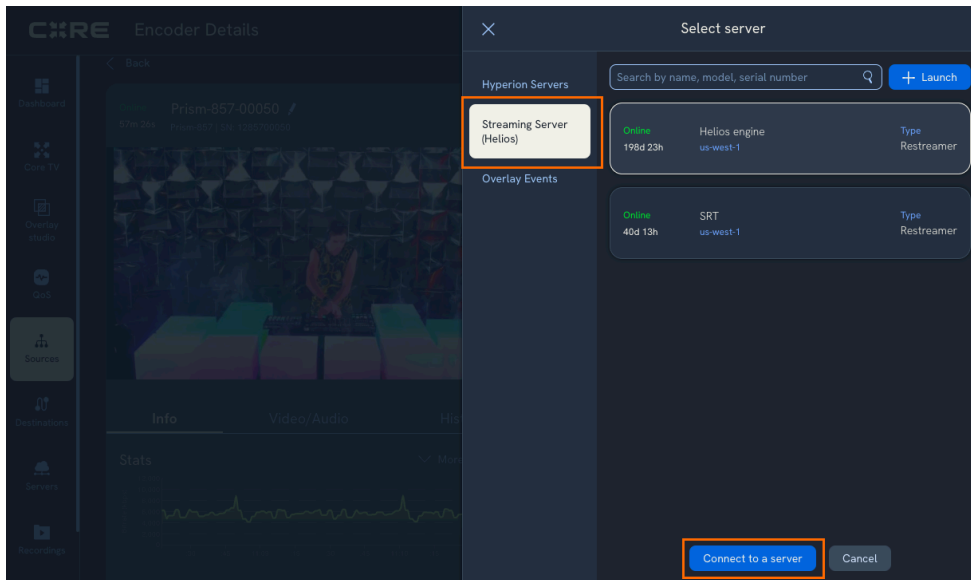 CORE
Encoder Details
Back
Prism-857-00050
07m 26s
Dashboard
Core TV
Overlay
studio
QoS
Sources
Destinations
Servers
Recordings
Info
Video/Audio
His
Stats
Mon
Select server
Hyperion Servers
Streaming Server
(Helios)
Overlay Events
Search by name, model, serial number
+ Launch
Online
Helios engine
Type
198d 23h
us-west-1
Restreamer
Online
SRT
Type
40d 13h
us-west-1
Restreamer
Connect to a server
Cancel